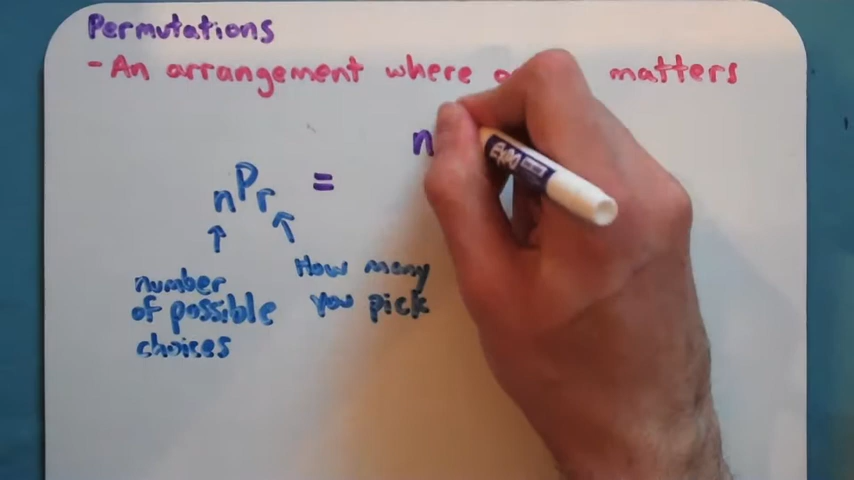 Permutations
- An arrangement where matters
nPr = n
number of possible choices
How many you pick
EXPO